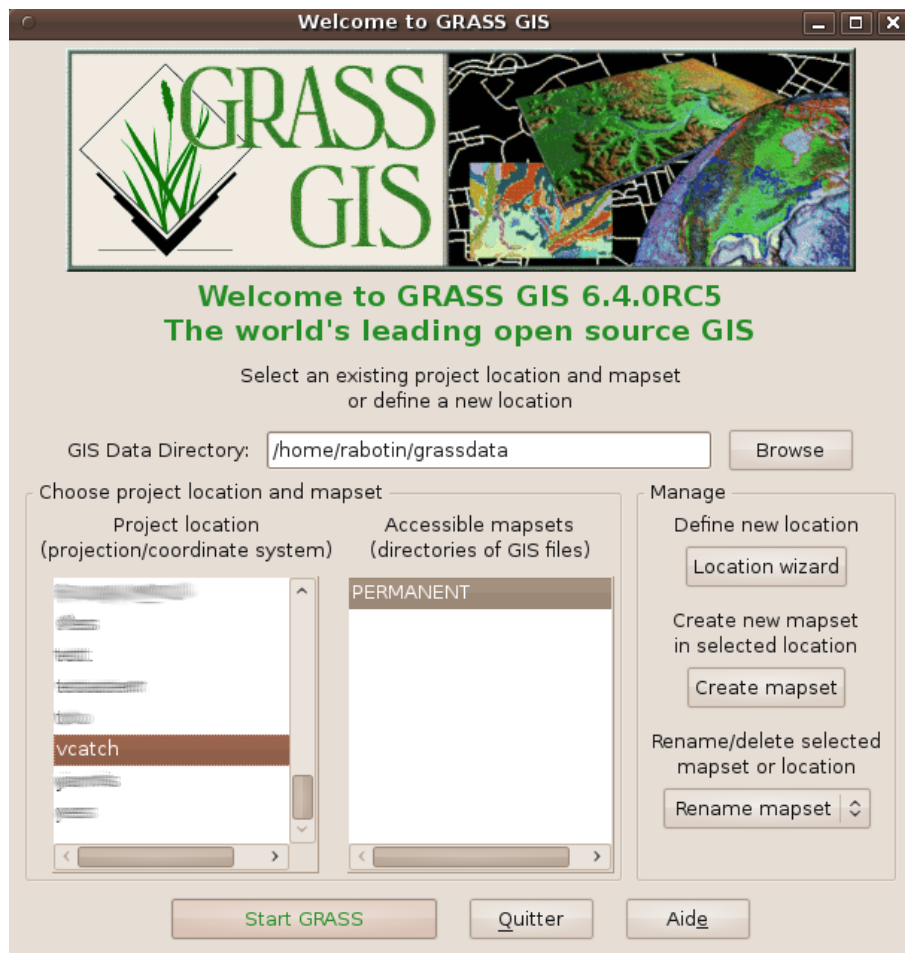 Welcome to GRASS GIS
GRASS
GIS
Welcome to GRASS GIS 6.4.0RC5
The world's leading open source GIS
Select an existing project location and mapset
or define a new location
GIS Data Directory:
/home/rabotin/grassdata
Browse
Choose project location and mapset
Project location
(projection/coordinate system)
vcatch
Accessible mapsets
(directories of GIS files)
PERMANENT
Manage
Define new location
Location wizard
Create new mapset
in selected location
Create mapset
Rename/delete selected
mapset or location
Rename mapset
Start GRASS
Quitter
Aide